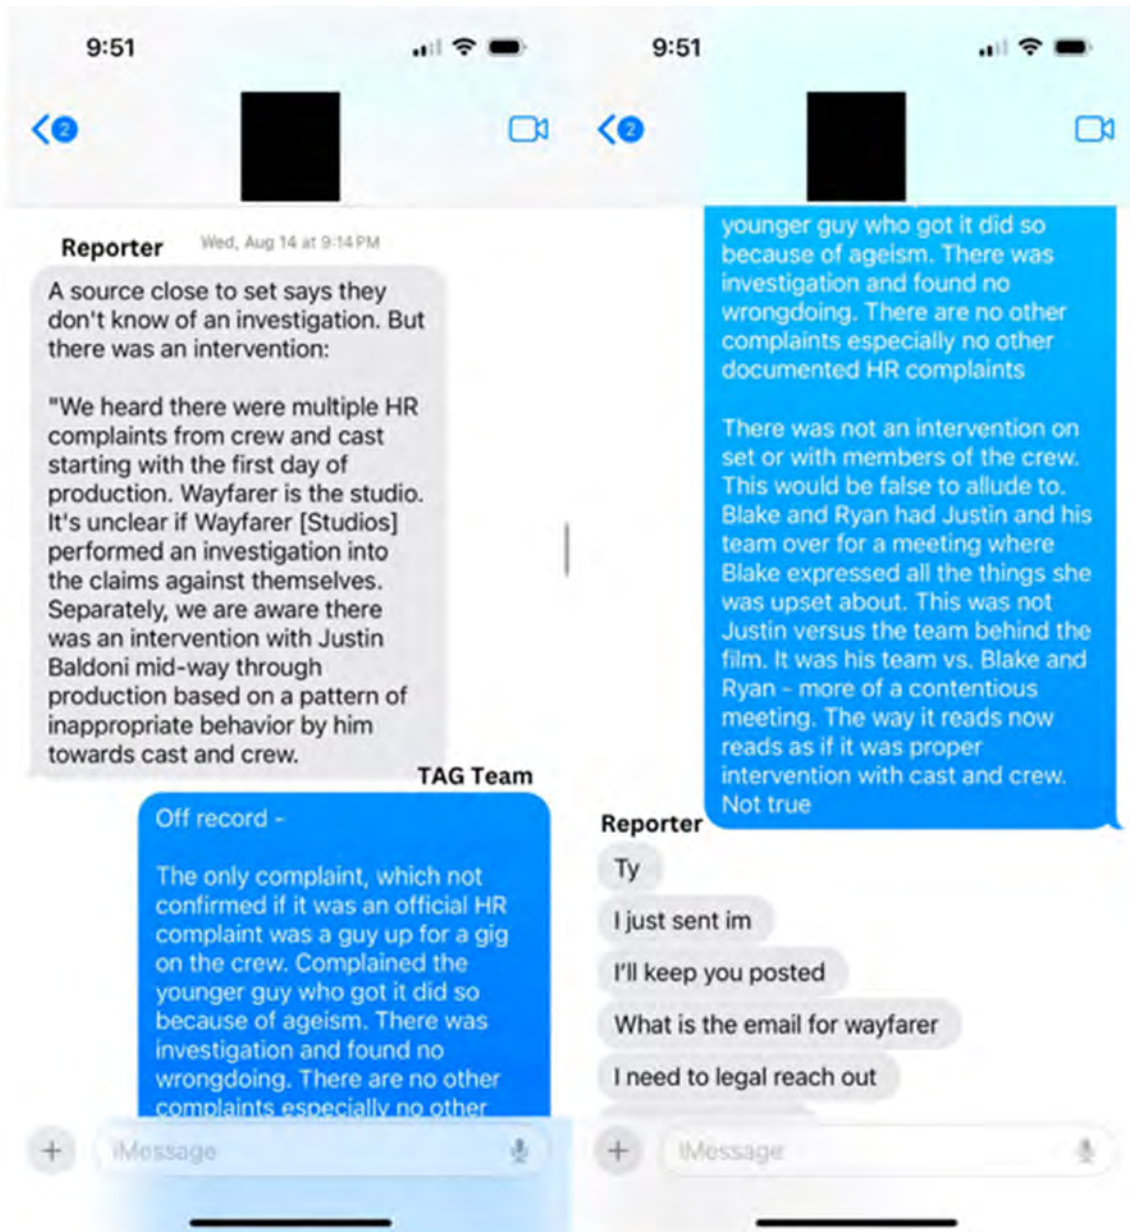 9:51
2
Reporter
Wed, Aug 14 at 9:14 PM
A source close to set says they
don't know of an investigation. But
there was an intervention:
"We heard there were multiple HR
complaints from crew and cast
starting with the first day of
production. Wayfarer is the studio.
It's unclear if Wayfarer [Studios]
performed an investigation into
the claims against themselves.
Separately, we are aware there
was an intervention with Justin
Baldoni mid-way through
production based on a pattern of
inappropriate behavior by him
towards cast and crew.
TAG Team
Off record -
The only complaint, which not
confirmed if it was an official HR
complaint was a guy up for a gig
on the crew. Complained the
younger guy who got it did so
because of ageism. There was
investigation and found no
wrongdoing. There are no other
complaints especially no other
iMessage
9:51
2
younger guy who got it did so
because of ageism. There was
investigation and found no
wrongdoing. There are no other
complaints especially no other
documented HR complaints
There was not an intervention on
set or with members of the crew.
This would be false to allude to.
Blake and Ryan had Justin and his
team over for a meeting where
Blake expressed all the things she
was upset about. This was not
Justin versus the team behind the
film. It was his team vs. Blake and
Ryan - more of a contentious
meeting. The way it reads now
reads as if it was proper
intervention with cast and crew.
Not true
Reporter
Ty
I just sent im
I'll keep you posted
What is the email for wayfarer
I need to legal reach out
iMessage